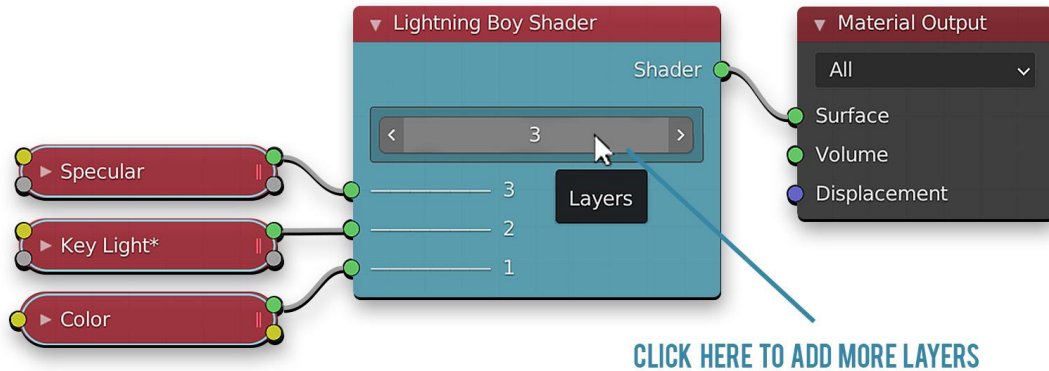 Lightning Boy Shader
Material Output
Shader
All
3
Surface
Volume
Specular
3
Layers
Displacement
Key Light*
2
1
Color
CLICK HERE TO ADD MORE LAYERS